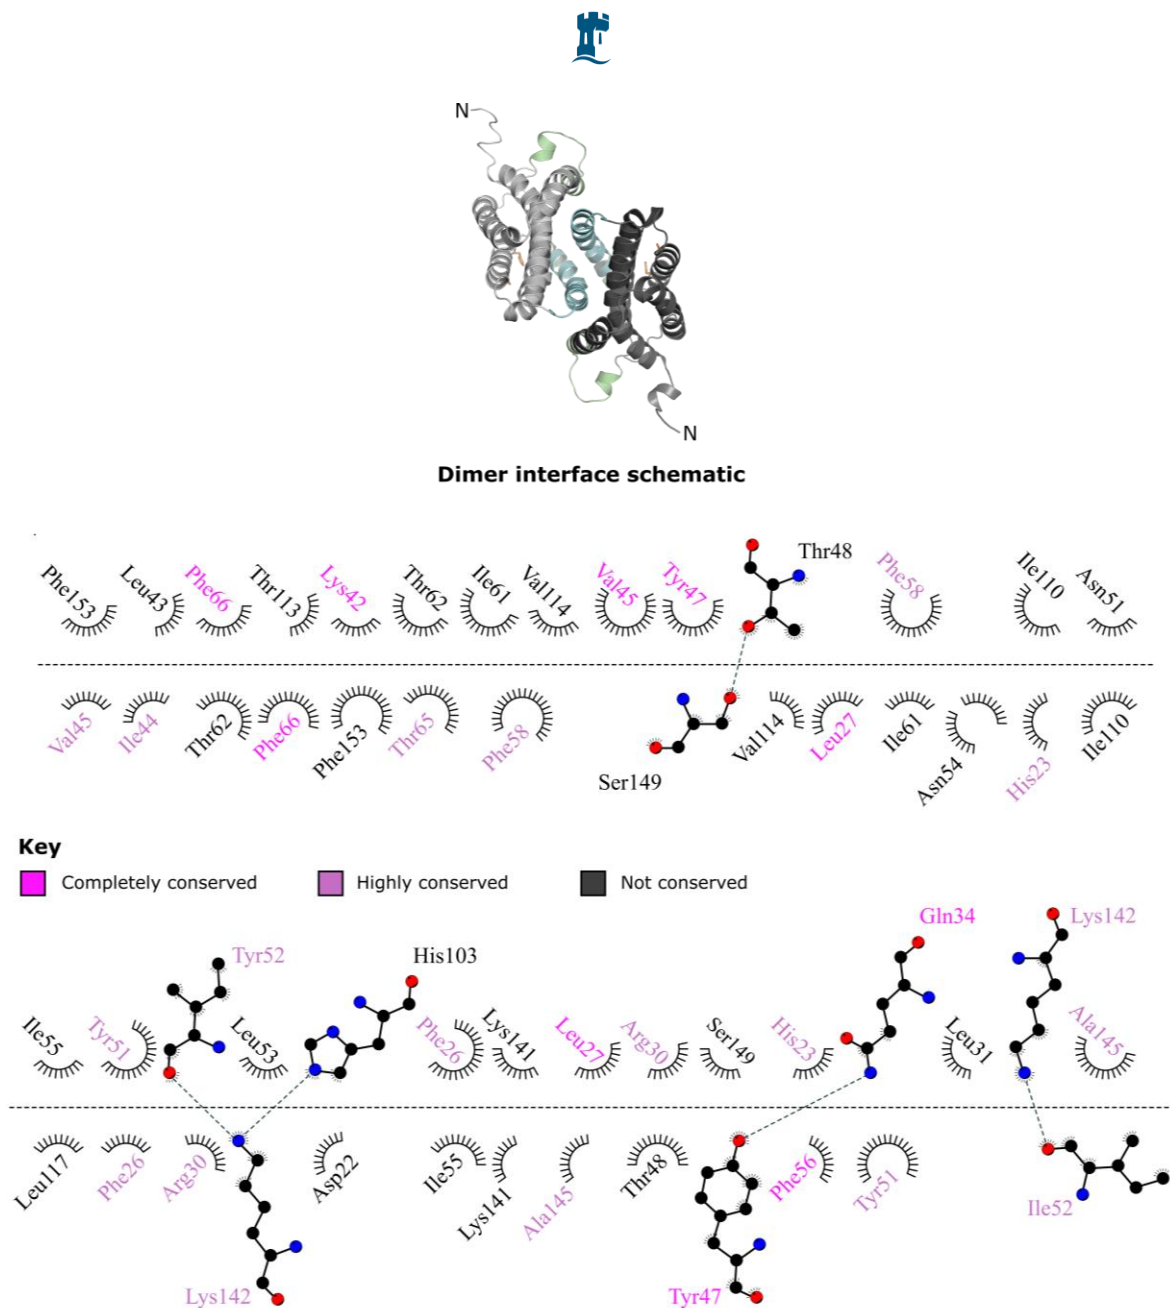 N
N
Dimer interface schematic
Phe153 Leu43 Phe66 Thr113 Lys42 Thr62 Ile61 Val114 Val45 Tyr47 Thr48 Phe58 Ile110 Asn51
Val45 Ile44 Thr62 Phe66 Phe153 Thr65 Phe58 Ser149 Val114 Leu27 Ile61 Asn54 His23 Ile110
Key
Completely conserved Highly conserved Not conserved
Ile55 Tyr51 Tyr52 Leu53 His103 Phe26 Lys141 Leu27 Arg30 Ser149 His23 Gln34 Leu31 Lys142 Ala145
Leu117 Phe26 Arg30 Lys142 Asp22 Ile55 Lys141 Ala145 Thr48 Tyr47 Phe56 Tyr51 Ile52